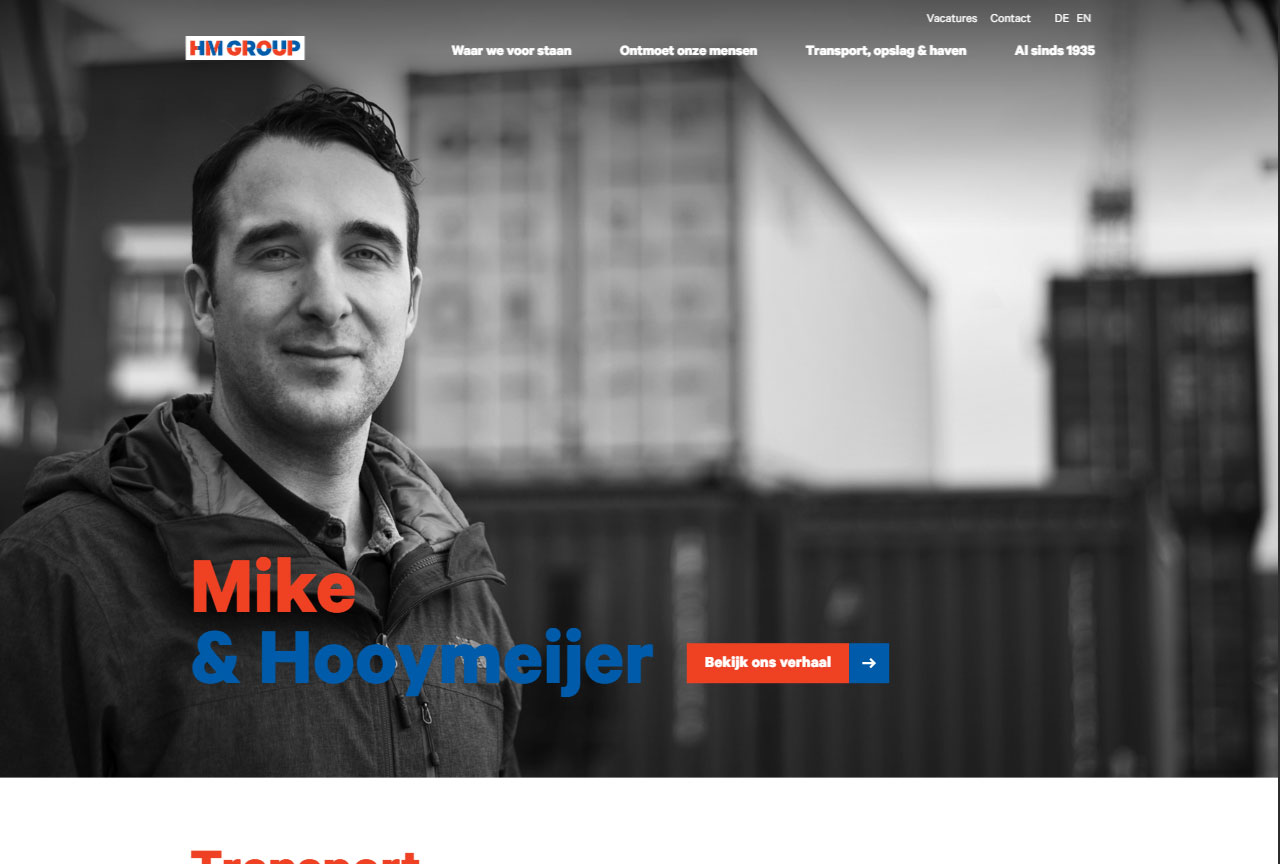 Vacatures Contact DE EN
HM GROUP
Waar we voor staan Ontmoet onze mensen Transport, opslag & haven Al sinds 1935
Mike
& Hooymeijer
Bekijk ons verhaal →
Transport